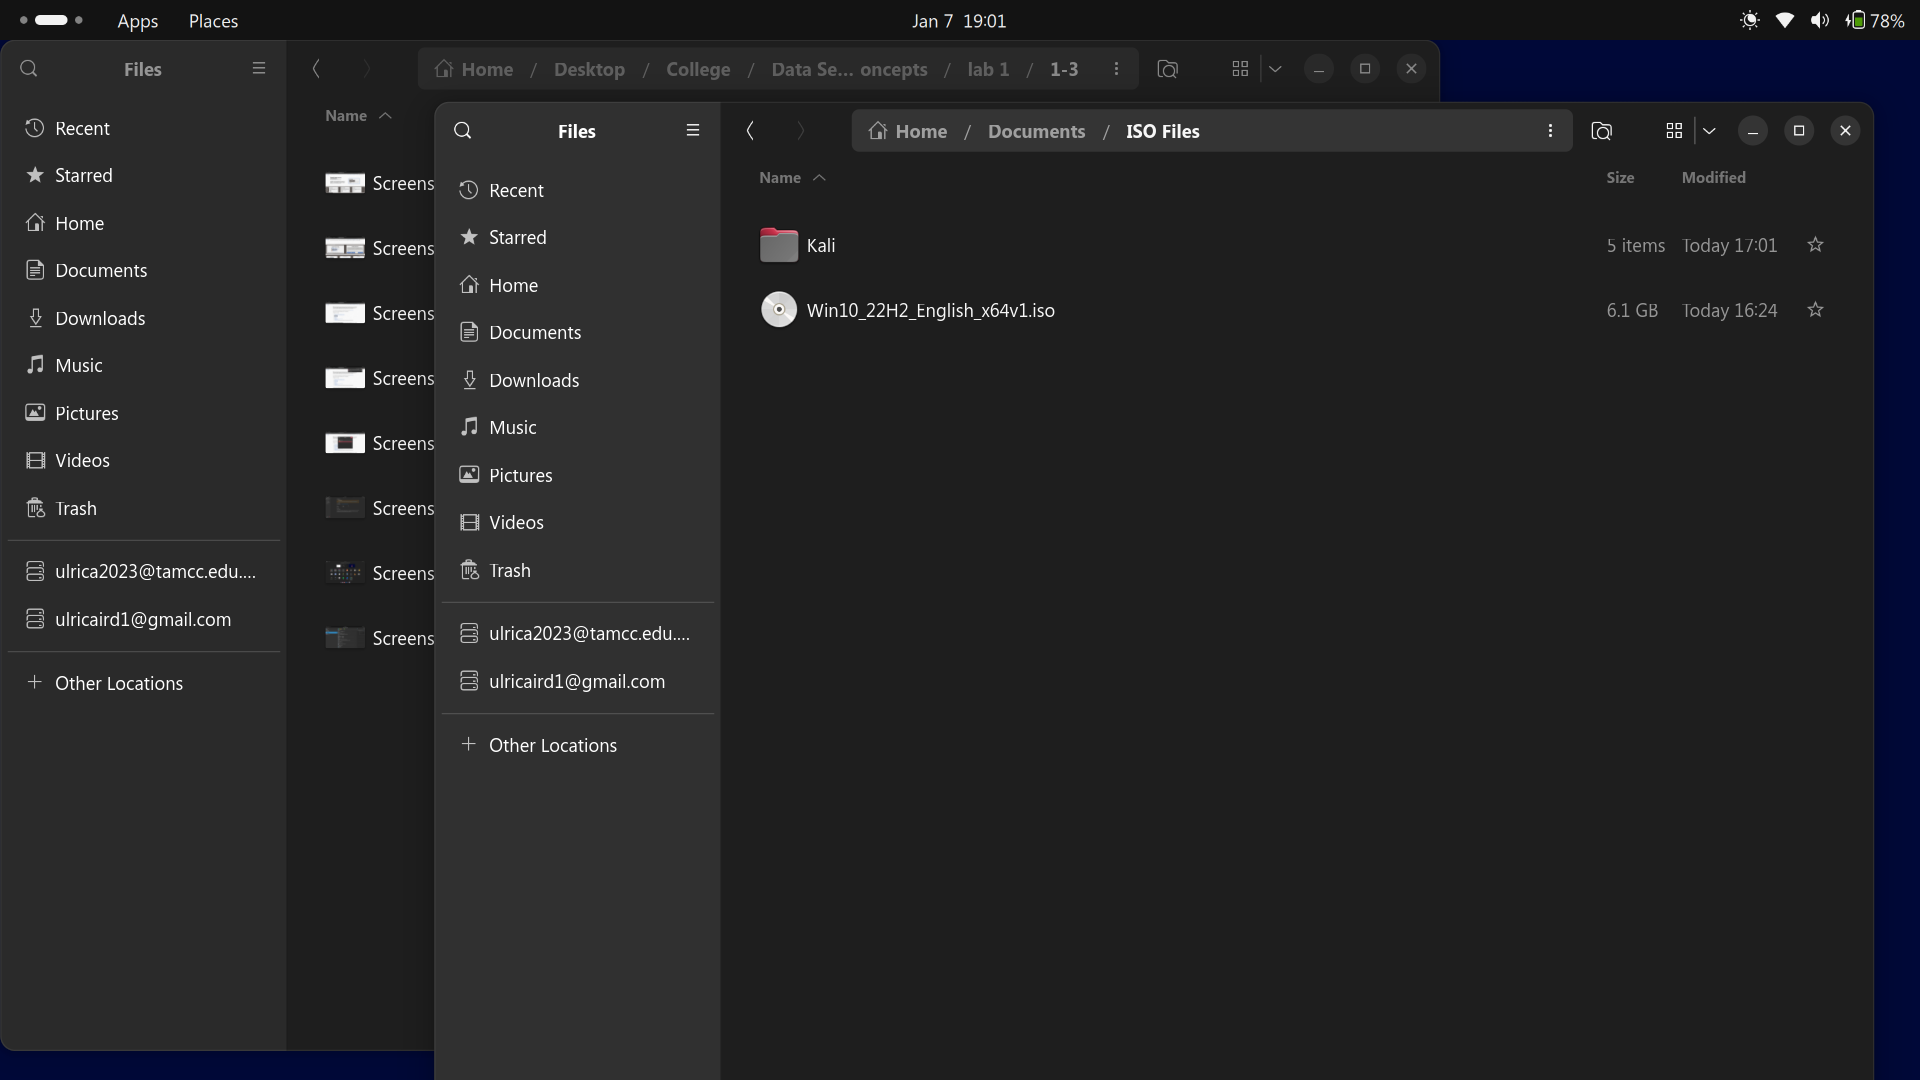 Apps Places Jan 7 19:01 78%
Files
Home / Desktop / College / Data Se... oncepts / lab 1 / 1-3
Name
Recent
Starred
Home
Documents
Downloads
Music
Pictures
Videos
Trash
ulrica2023@tamcc.edu....
ulricaird1@gmail.com
Other Locations
Screens
Screens
Screens
Screens
Screens
Screens
Screens
Screens
Files
Home / Documents / ISO Files
Recent
Starred
Home
Documents
Downloads
Music
Pictures
Videos
Trash
ulrica2023@tamcc.edu....
ulricaird1@gmail.com
Other Locations
Name Size Modified
Kali 5 items Today 17:01
Win10_22H2_English_x64v1.iso 6.1 GB Today 16:24